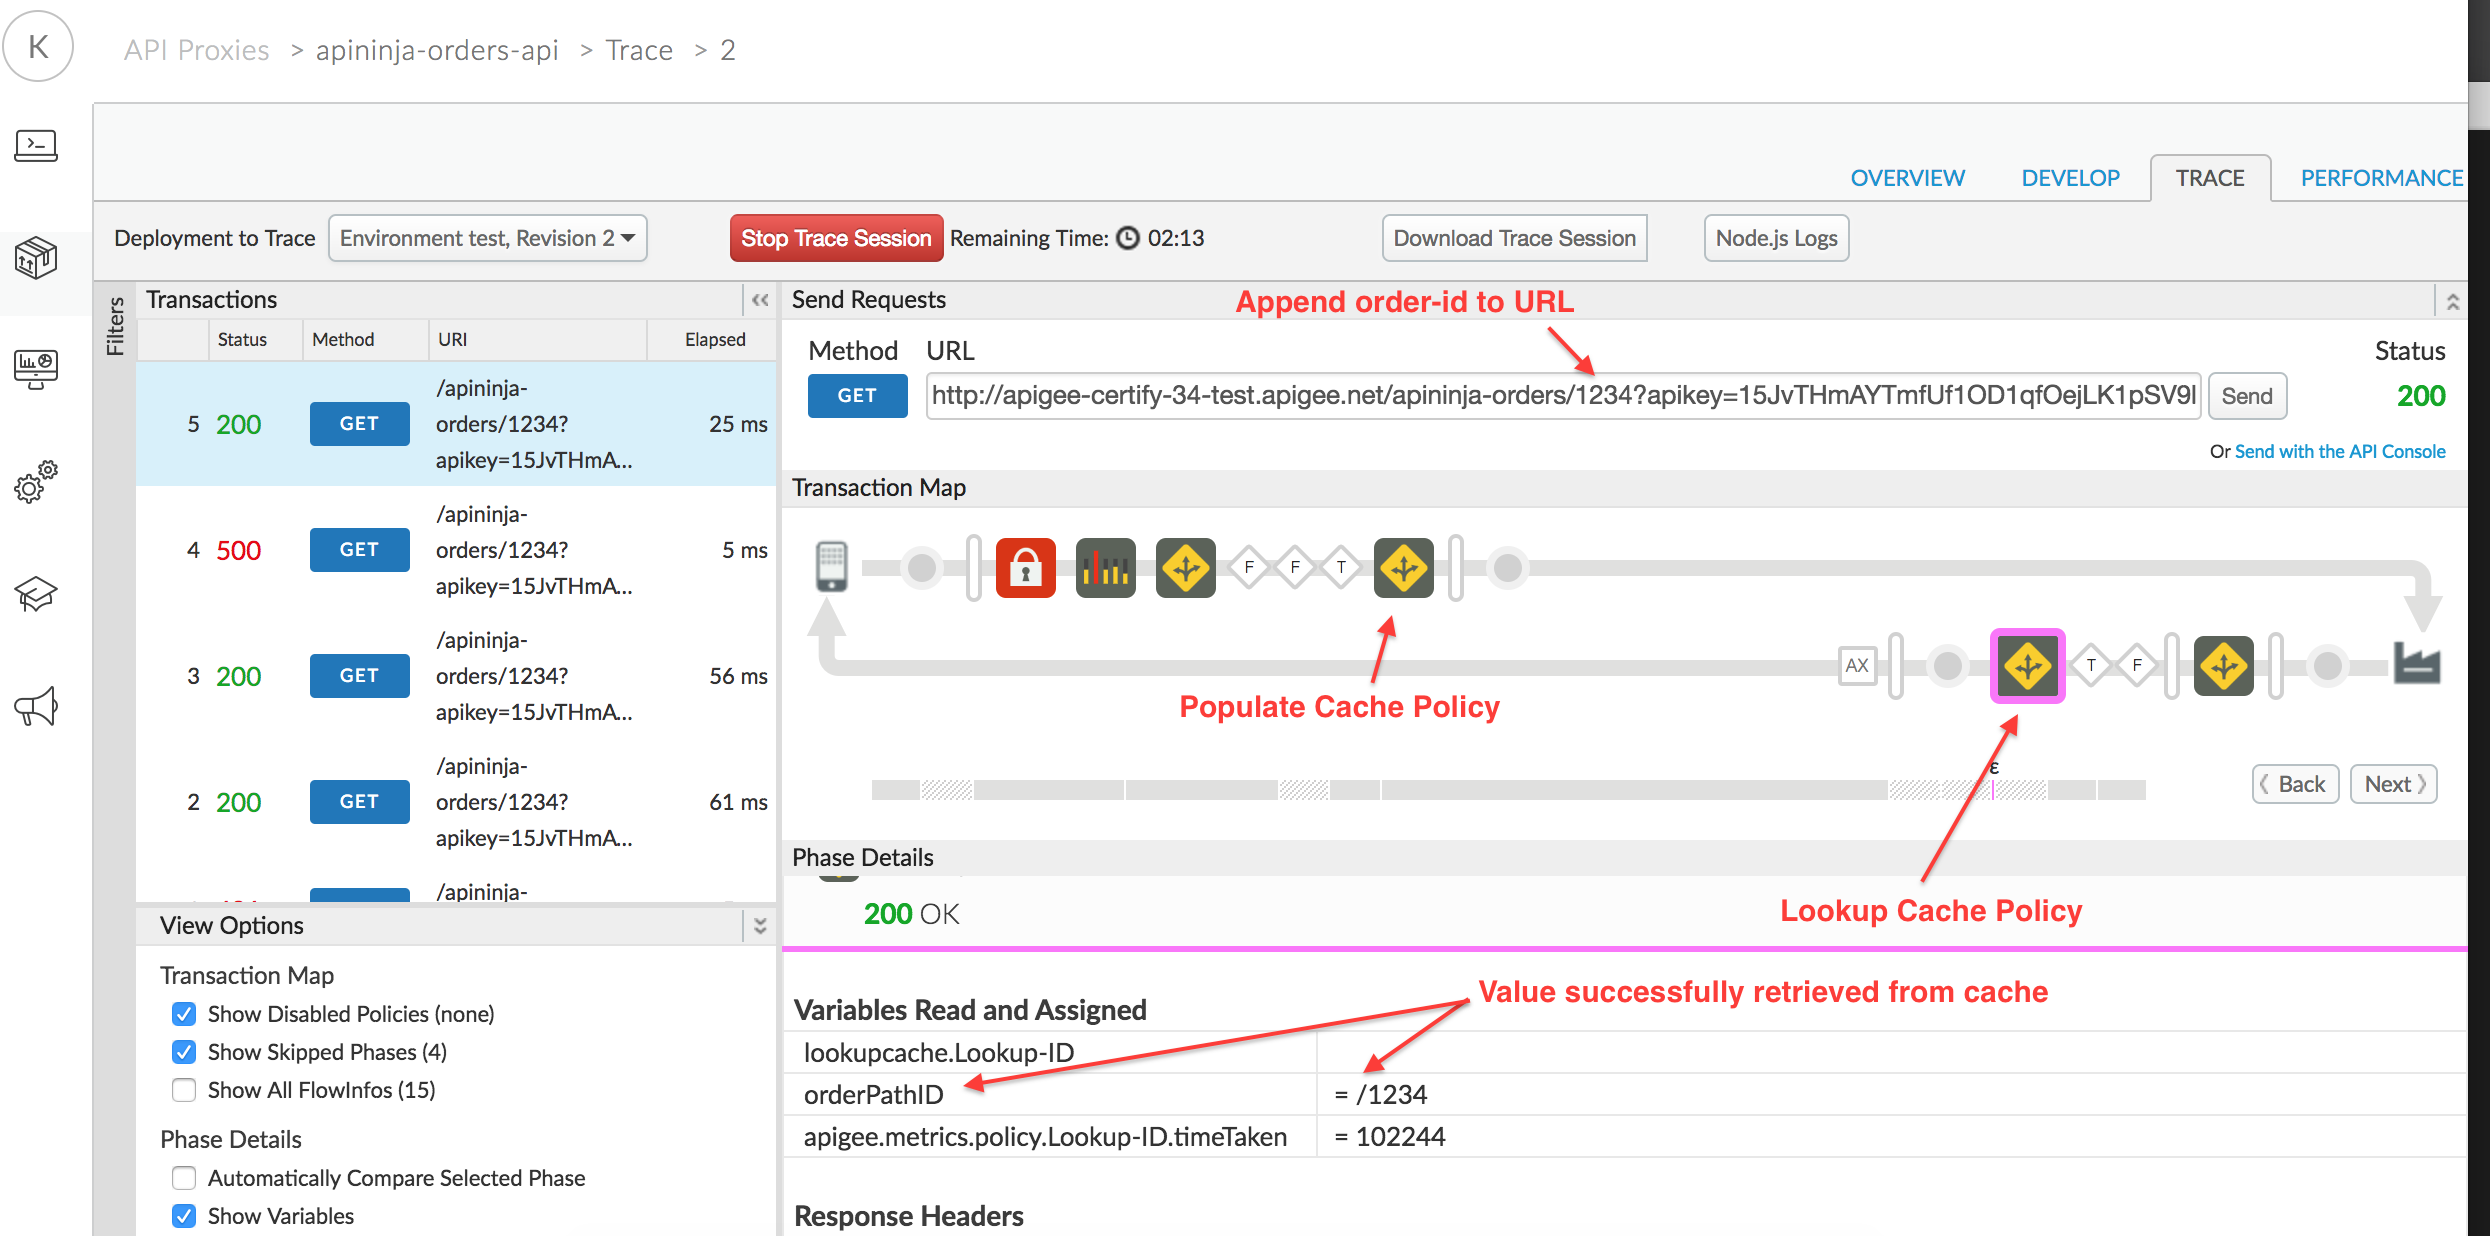 K
API Proxies > apininja-orders-api > Trace > 2
OVERVIEW DEVELOP TRACE PERFORMANCE
Deployment to Trace Environment test, Revision 2 Stop Trace Session Remaining Time: 02:13 Download Trace Session Node.js Logs
Filters
Transactions
Status Method URI Elapsed
5 200 GET /apininja-
orders/1234?
apikey=15JvTHmA... 25 ms
4 500 GET /apininja-
orders/1234?
apikey=15JvTHmA... 5 ms
3 200 GET /apininja-
orders/1234?
apikey=15JvTHmA... 56 ms
2 200 GET /apininja-
orders/1234?
apikey=15JvTHmA... 61 ms
/apininja-
View Options
Transaction Map
Show Disabled Policies (none)
Show Skipped Phases (4)
Show All FlowInfos (15)
Phase Details
Automatically Compare Selected Phase
Show Variables
Send Requests
Append order-id to URL
Method URL Status
GET http://apigee-certify-34-test.apigee.net/apininja-orders/1234?apikey=15JvTHmAYTmfUf1OD1qfOejLK1pSV9l Send 200
Or Send with the API Console
Transaction Map
F F T
AX T F
Populate Cache Policy
ε
Back Next
Phase Details
200 OK
Lookup Cache Policy
Value successfully retrieved from cache
Variables Read and Assigned
lookupcache.Lookup-ID
orderPathID = /1234
apigee.metrics.policy.Lookup-ID.timeTaken = 102244
Response Headers